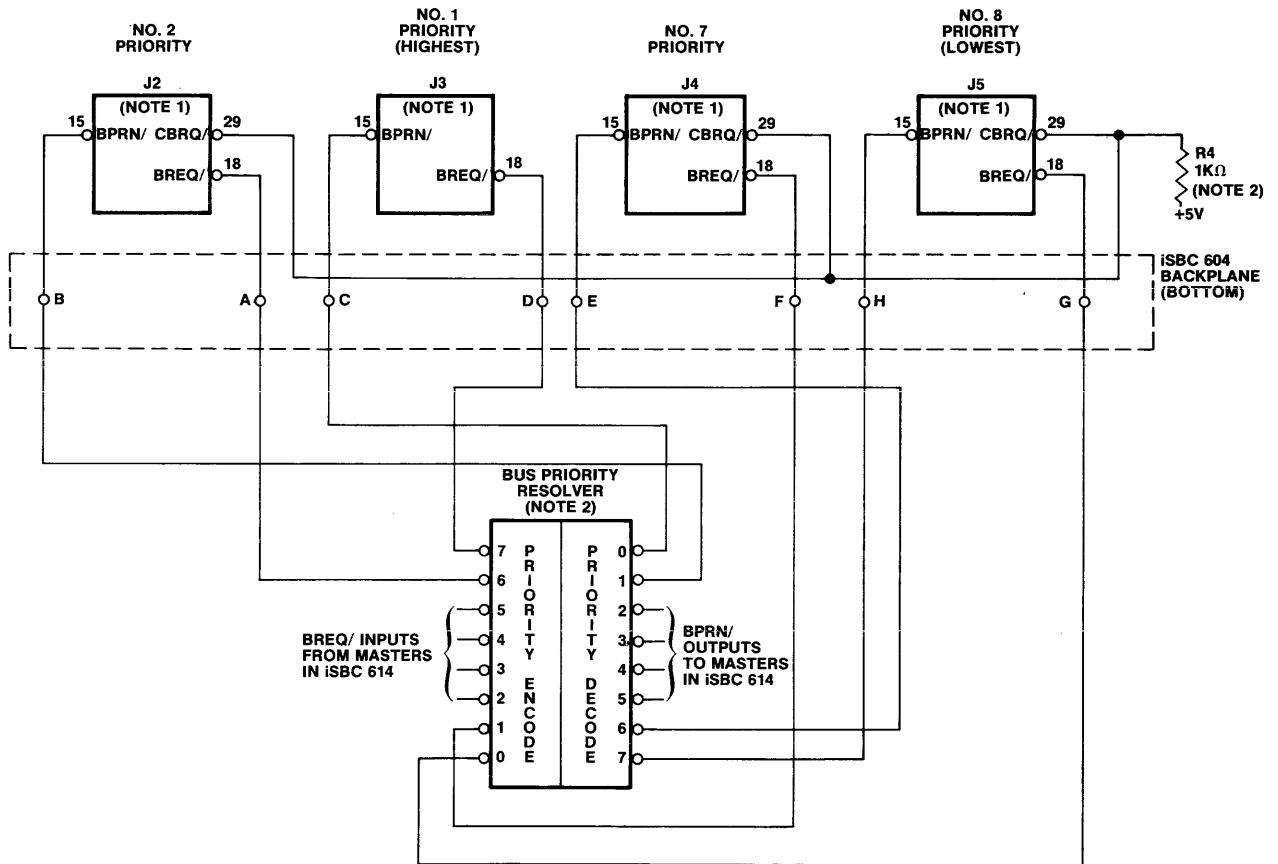 NO. 2
PRIORITY
NO. 1
PRIORITY
(HIGHEST)
NO. 7
PRIORITY
NO. 8
PRIORITY
(LOWEST)
J2
(NOTE 1)
15
BPRN/ CBRQ/
29
BREQ/
18
J3
(NOTE 1)
15
BPRN/
BREQ/
18
J4
(NOTE 1)
15
BPRN/ CBRQ/
29
BREQ/
18
J5
(NOTE 1)
15
BPRN/ CBRQ/
29
BREQ/
18
R4
1KΩ
(NOTE 2)
+5V
iSBC 604
BACKPLANE
(BOTTOM)
B
A
C
D
E
F
H
G
BUS PRIORITY
RESOLVER
(NOTE 2)
7
6
5
4
3
2
1
0
PRIORITY ENCODE
PRIORITY DECODE
0
1
2
3
4
5
6
7
BREQ/ INPUTS
FROM MASTERS
IN iSBC 614
BPRN/
OUTPUTS
TO MASTERS
IN iSBC 614